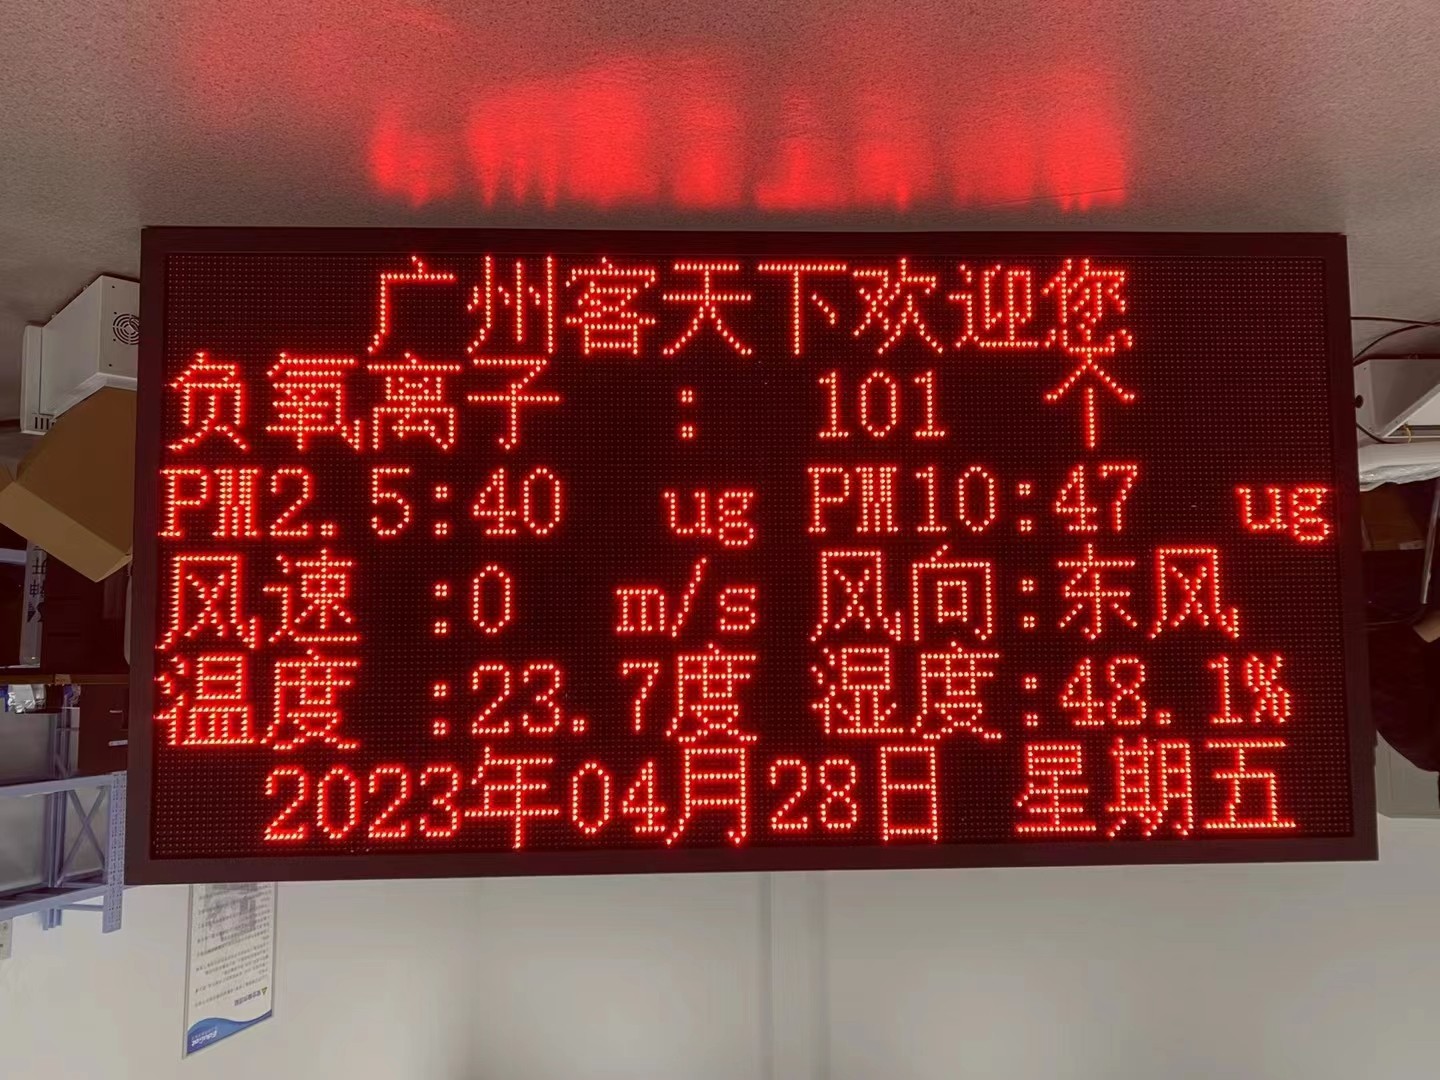 广州客天下欢迎您
负氧离子 : 101 个
PM2.5:40 ug PM10:47 ug
风速 :0 m/s 风向:东风
温度 :23.7度 湿度:48.1%
2023年04月28日 星期五